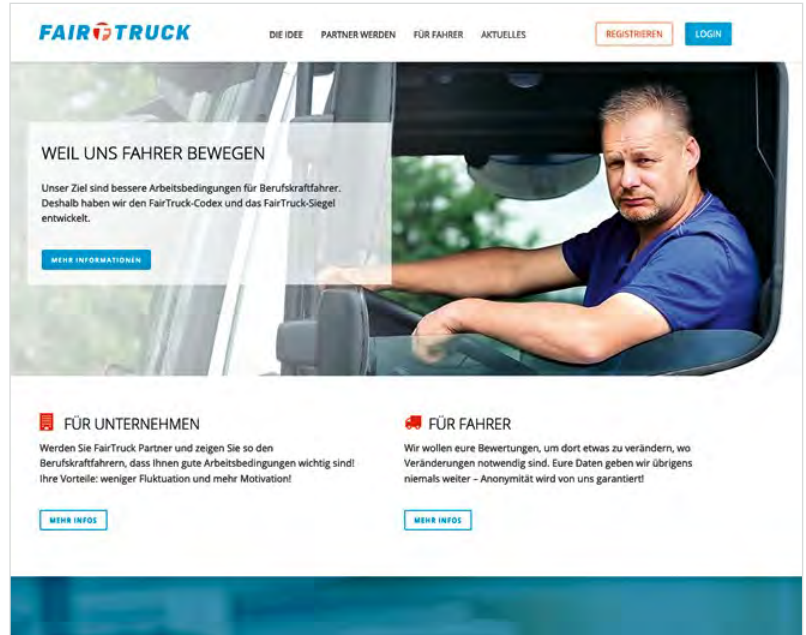 FAIR TRUCK
DIE IDEE PARTNER WERDEN FÜR FAHRER AKTUELLES REGISTRIEREN LOGIN
WEIL UNS FAHRER BEWEGEN
Unser Ziel sind bessere Arbeitsbedingungen für Berufskraftfahrer.
Deshalb haben wir den FairTruck-Codex und das FairTruck-Siegel
entwickelt.
MEHR INFORMATIONEN
FÜR UNTERNEHMEN
Werden Sie FairTruck Partner und zeigen Sie so den
Berufskraftfahrern, dass Ihnen gute Arbeitsbedingungen wichtig sind!
Ihre Vorteile: weniger Fluktuation und mehr Motivation!
MEHR INFOS
FÜR FAHRER
Wir wollen eure Bewertungen, um dort etwas zu verändern, wo
Veränderungen notwendig sind. Eure Daten geben wir übrigens
niemals weiter – Anonymität wird von uns garantiert!
MEHR INFOS